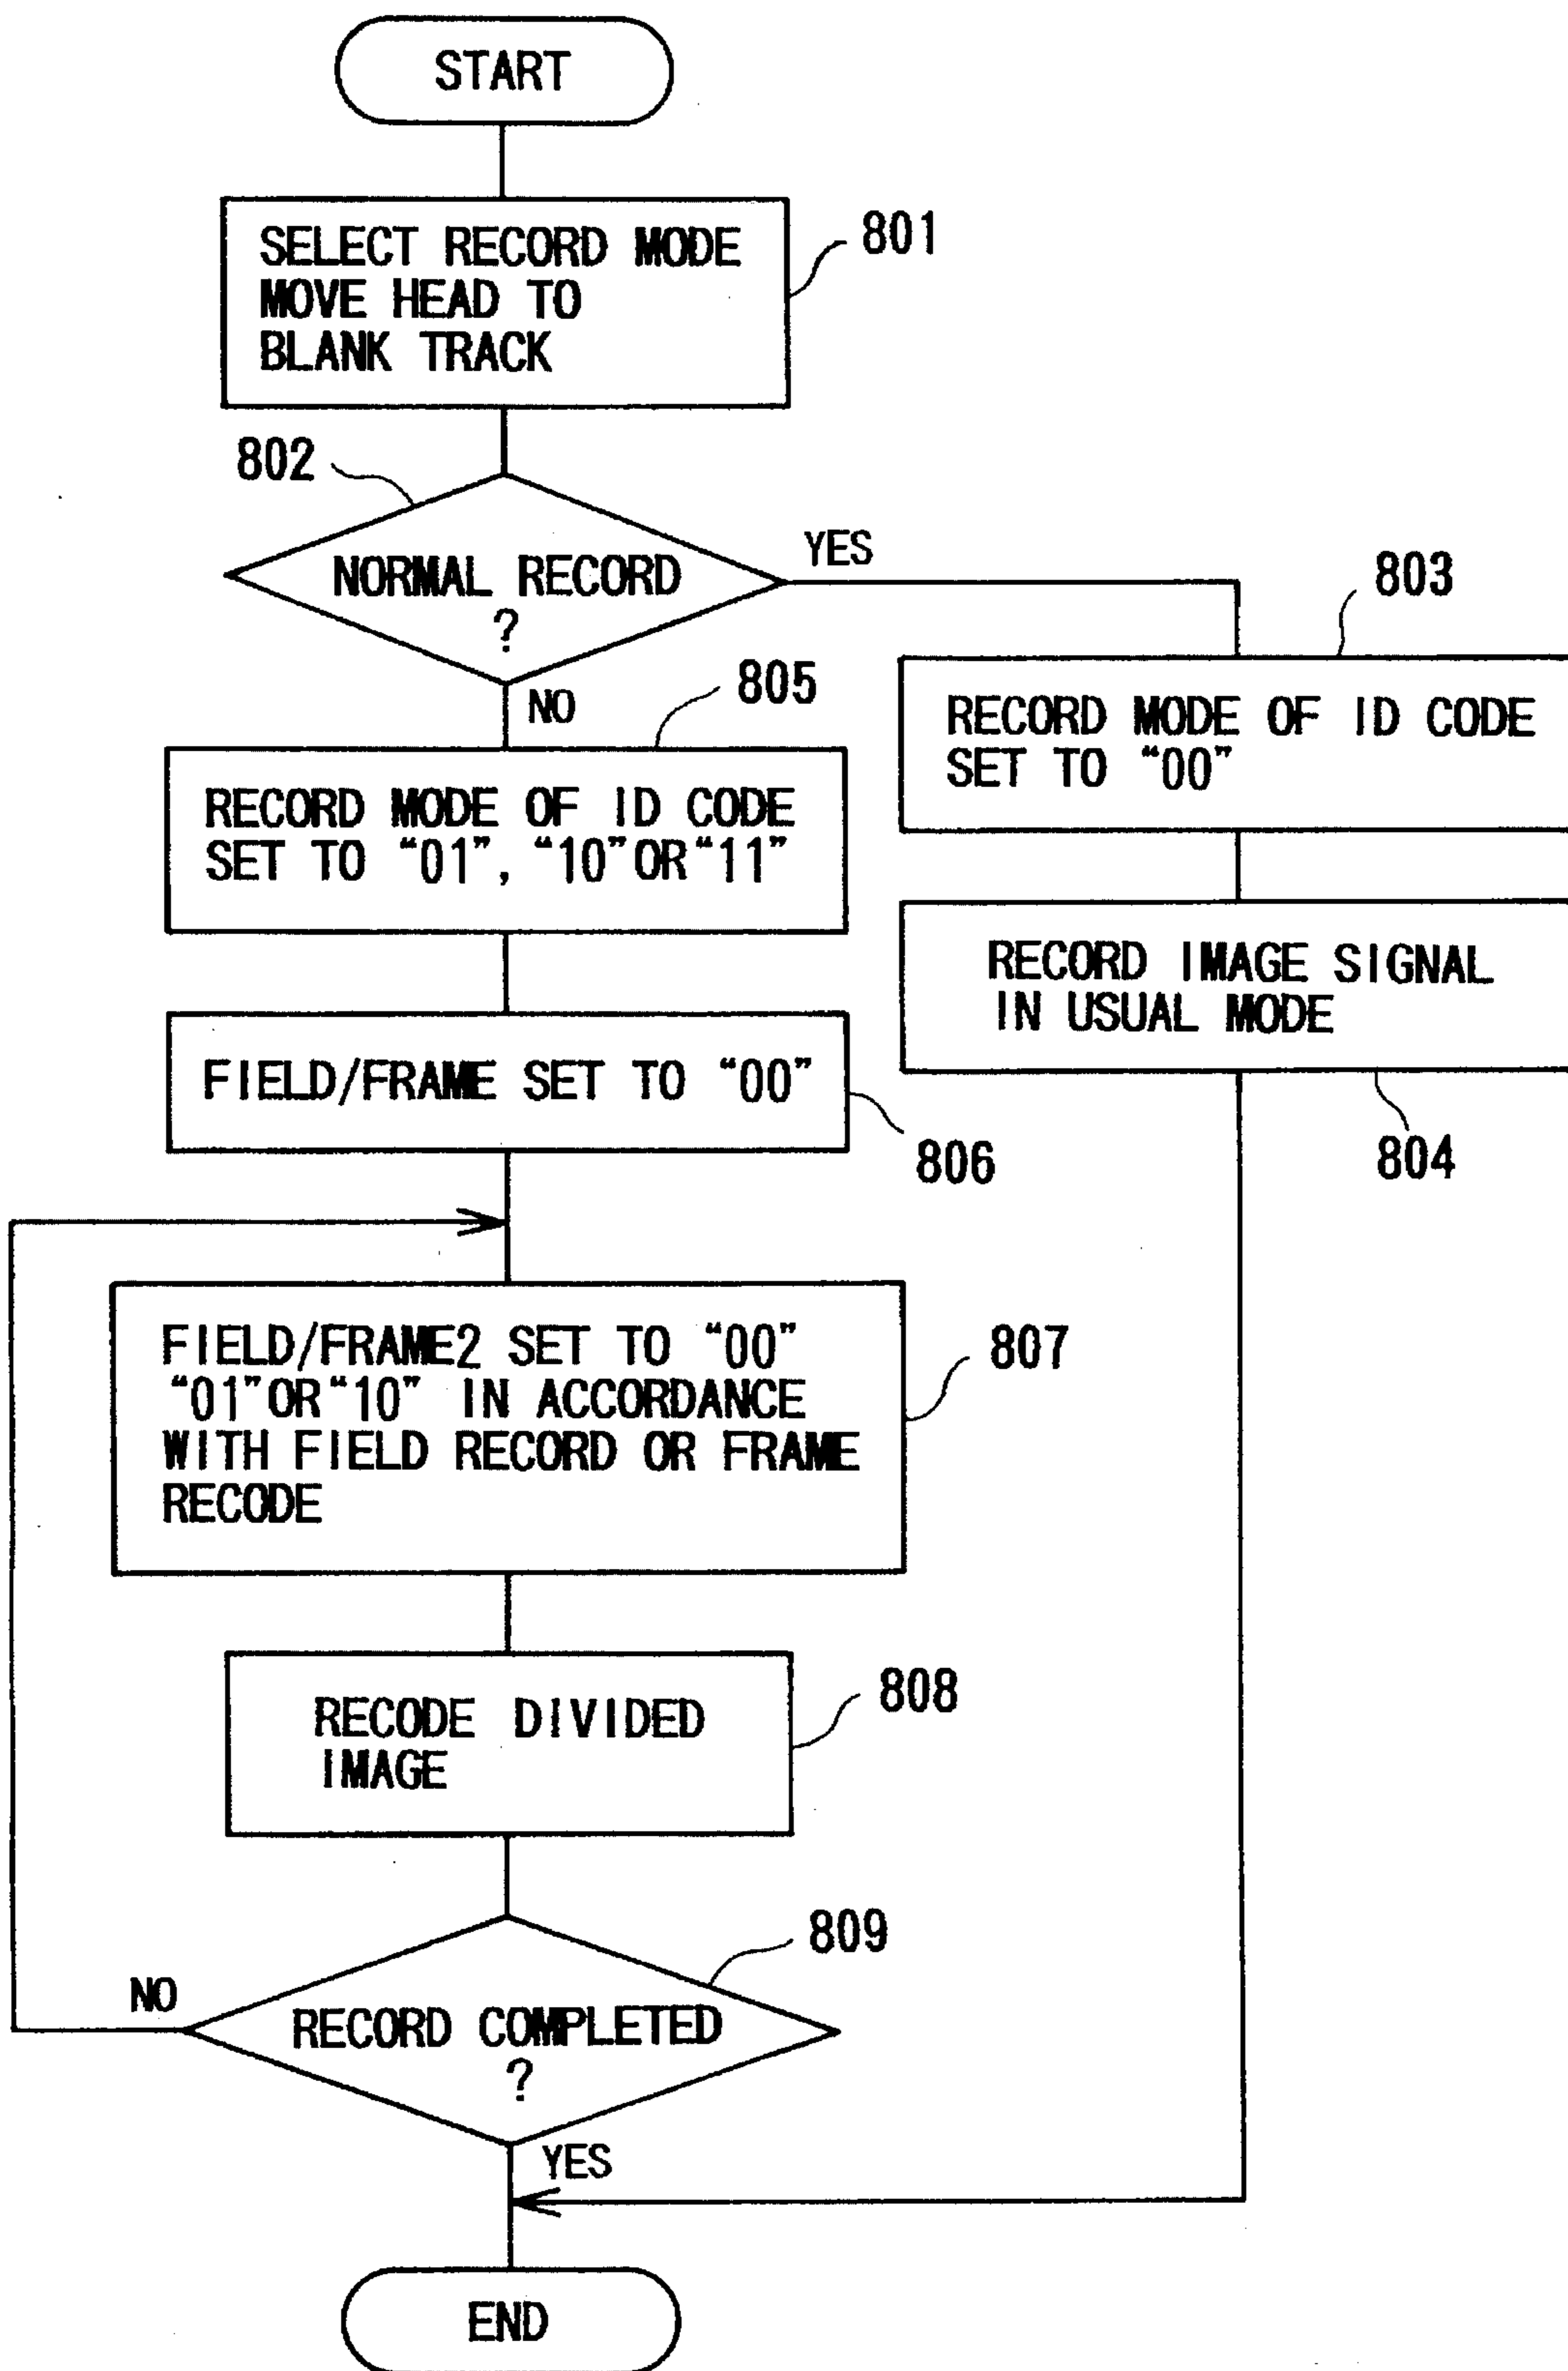 START
SELECT RECORD MODE
MOVE HEAD TO
BLANK TRACK
801
802
NORMAL RECORD
?
YES
NO
803
RECORD MODE OF ID CODE
SET TO “00”
RECORD IMAGE SIGNAL
IN USUAL MODE
804
805
RECORD MODE OF ID CODE
SET TO “01”, “10”OR“11”
FIELD/FRAME SET TO “00”
806
FIELD/FRAME2 SET TO “00”
“01”OR“10” IN ACCORDANCE
WITH FIELD RECORD OR FRAME
RECODE
807
RECODE DIVIDED
IMAGE
808
809
RECORD COMPLETED
?
NO
YES
END